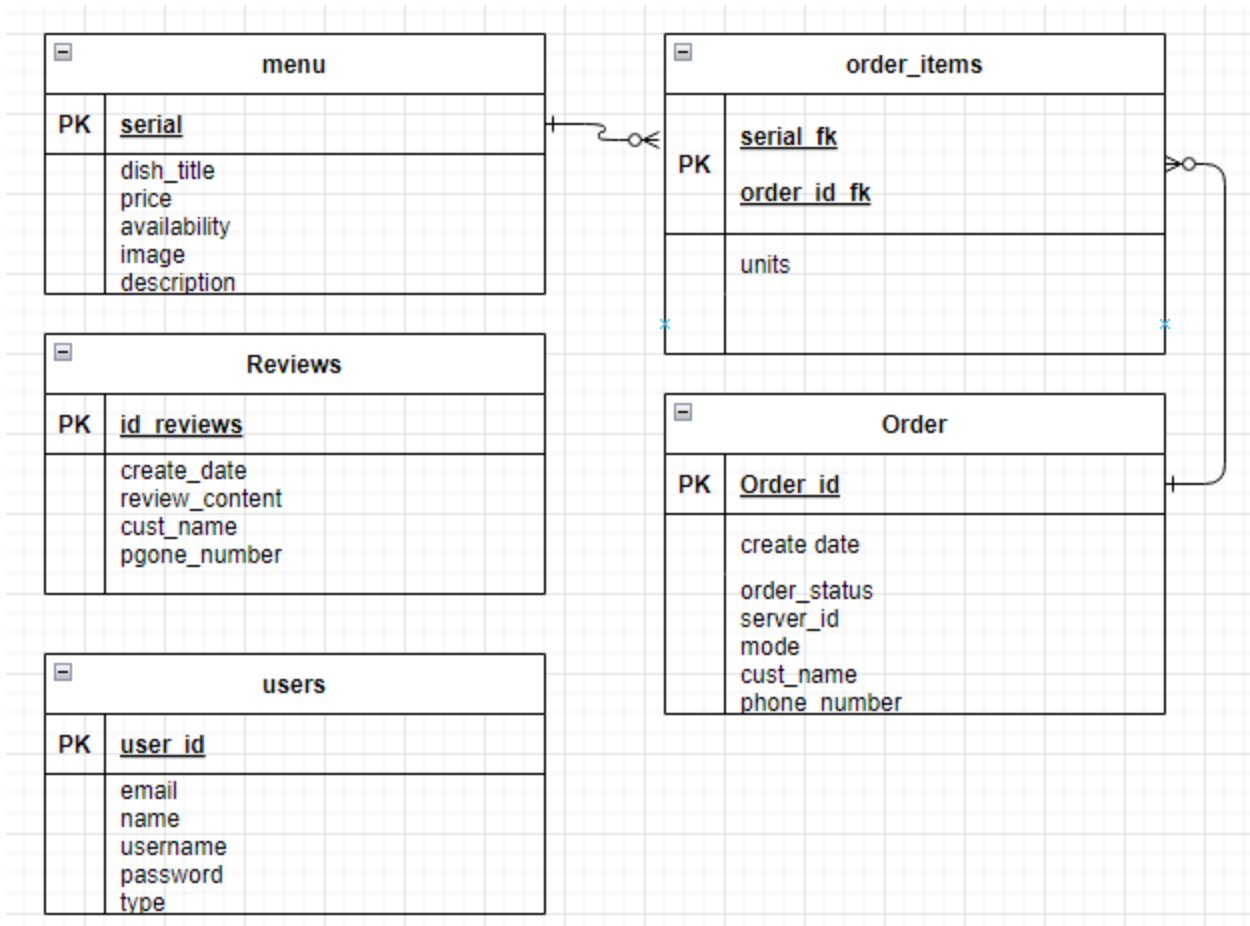 menu
PK serial
dish_title
price
availability
image
description
order_items
PK
serial_fk
order_id_fk
units
Reviews
PK id_reviews
create_date
review_content
cust_name
pgone_number
Order
PK Order_id
create date
order_status
server_id
mode
cust_name
phone_number
users
PK user_id
email
name
username
password
type